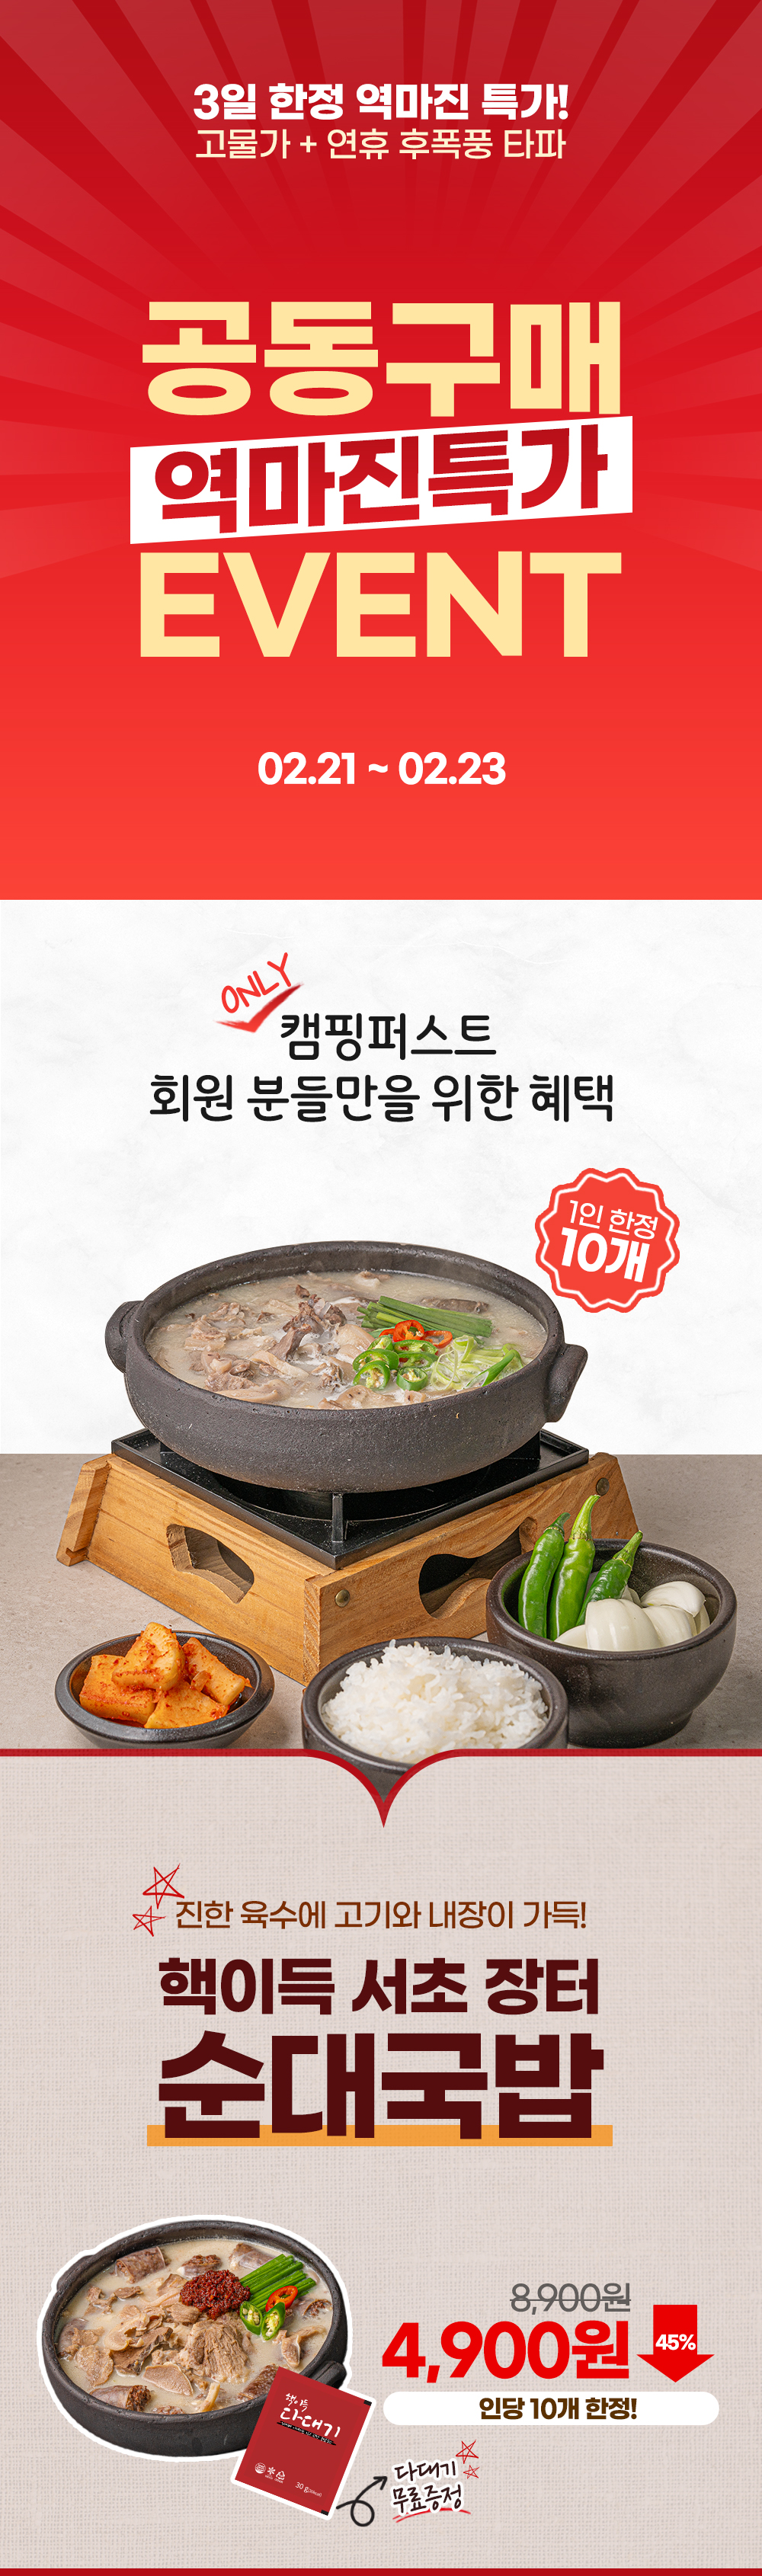 3일 한정 역마진 특가!
고물가 + 연휴 후폭풍 타파
공동구매
역마진특가
EVENT
02.21 ~ 02.23
ONLY
캠핑퍼스트
회원 분들만을 위한 혜택
1인 한정
10개
진한 육수에 고기와 내장이 가득!
핵이득 서초 장터
순대국밥
8,900원
4,900원
45%
인당 10개 한정!
핵이득
다대기
30 g
다대기
무료증정